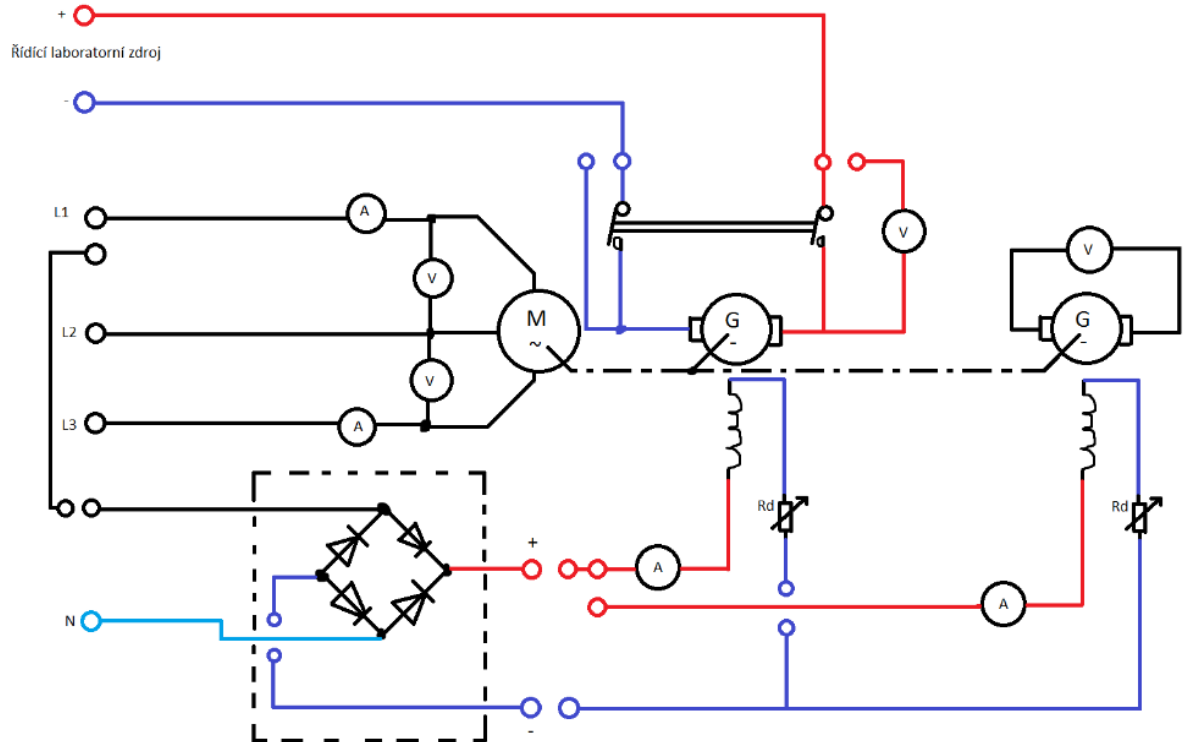 +
Řídící laboratorní zdroj
-
L1
A
V
V
V
L2
M
~
G
-
G
-
V
L3
A
Rd
Rd
+
A
A
N
-